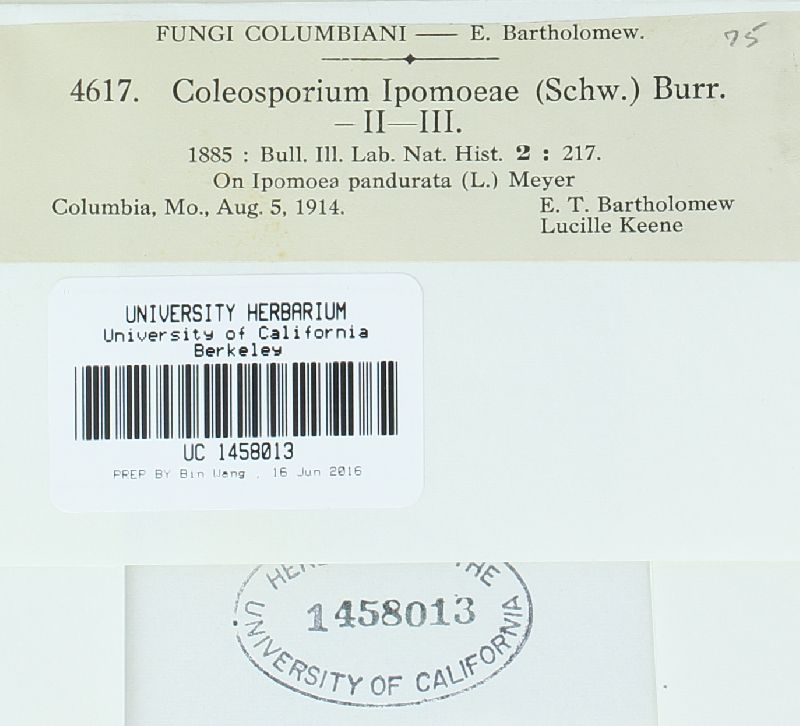 FUNGI COLUMBIANI — E. Bartholomew.
75
4617. Coleosporium Ipomoeae (Schw.) Burr.
– II—III.
1885 : Bull. Ill. Lab. Nat. Hist. 2 : 217.
On Ipomoea pandurata (L.) Meyer
Columbia, Mo., Aug. 5, 1914.
E. T. Bartholomew
Lucille Keene
UNIVERSITY HERBARIUM
University of California
Berkeley
UC 1458013
PREP BY Bin Wang , 16 Jun 2016
THE
1458013
UNIVERSITY OF CALIFORNIA